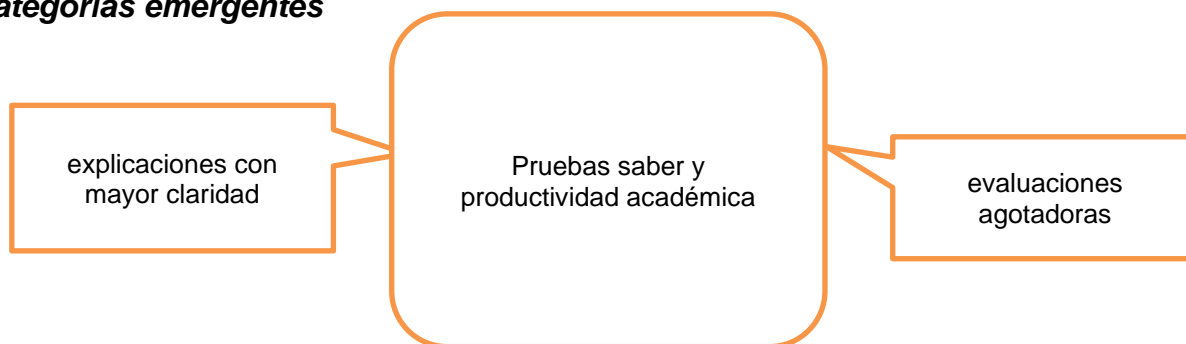 ategorías emergentes
explicaciones con
mayor claridad
Pruebas saber y
productividad académica
evaluaciones
agotadoras